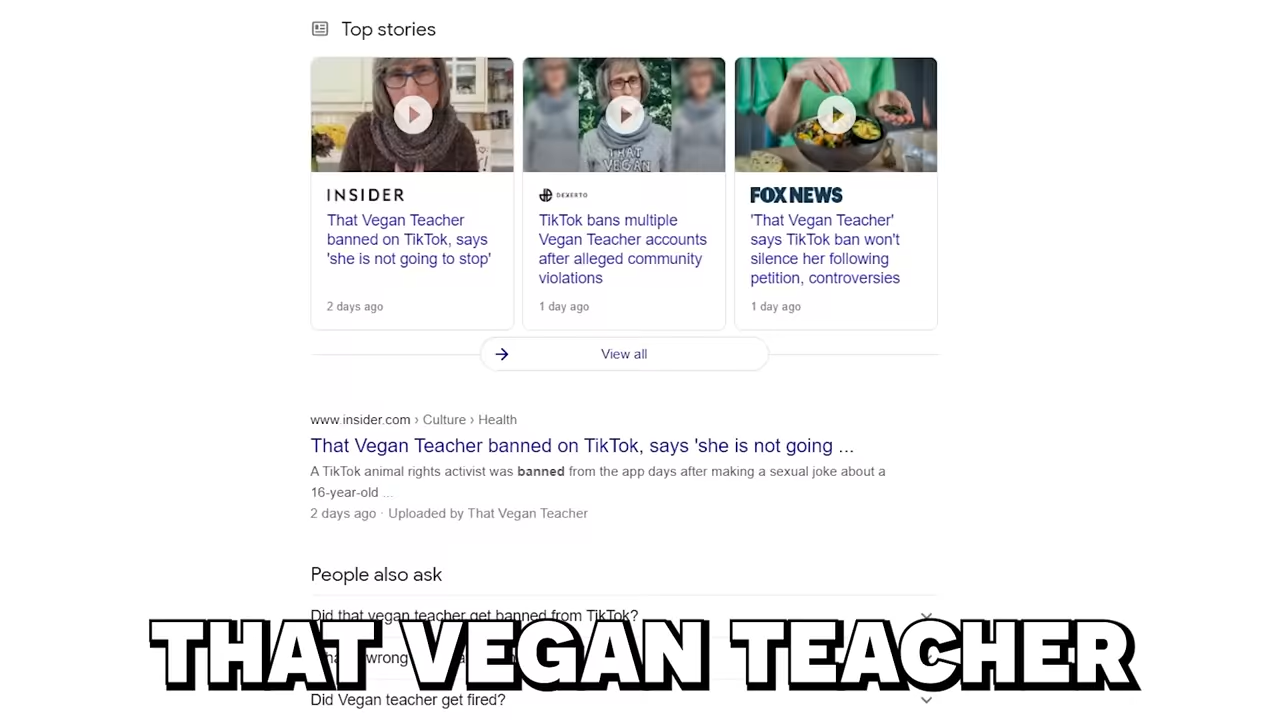 Top stories
INSIDER
That Vegan Teacher
banned on TikTok, says
'she is not going to stop'
2 days ago
THAT
VEGAN
DEXERTO
TikTok bans multiple
Vegan Teacher accounts
after alleged community
violations
1 day ago
FOX NEWS
'That Vegan Teacher'
says TikTok ban won't
silence her following
petition, controversies
1 day ago
View all
www.insider.com › Culture › Health
That Vegan Teacher banned on TikTok, says 'she is not going ...
A TikTok animal rights activist was banned from the app days after making a sexual joke about a
16-year-old ...
2 days ago · Uploaded by That Vegan Teacher
People also ask
Did that vegan teacher get banned from TikTok?
wrong
THAT VEGAN TEACHER
Did Vegan teacher get fired?